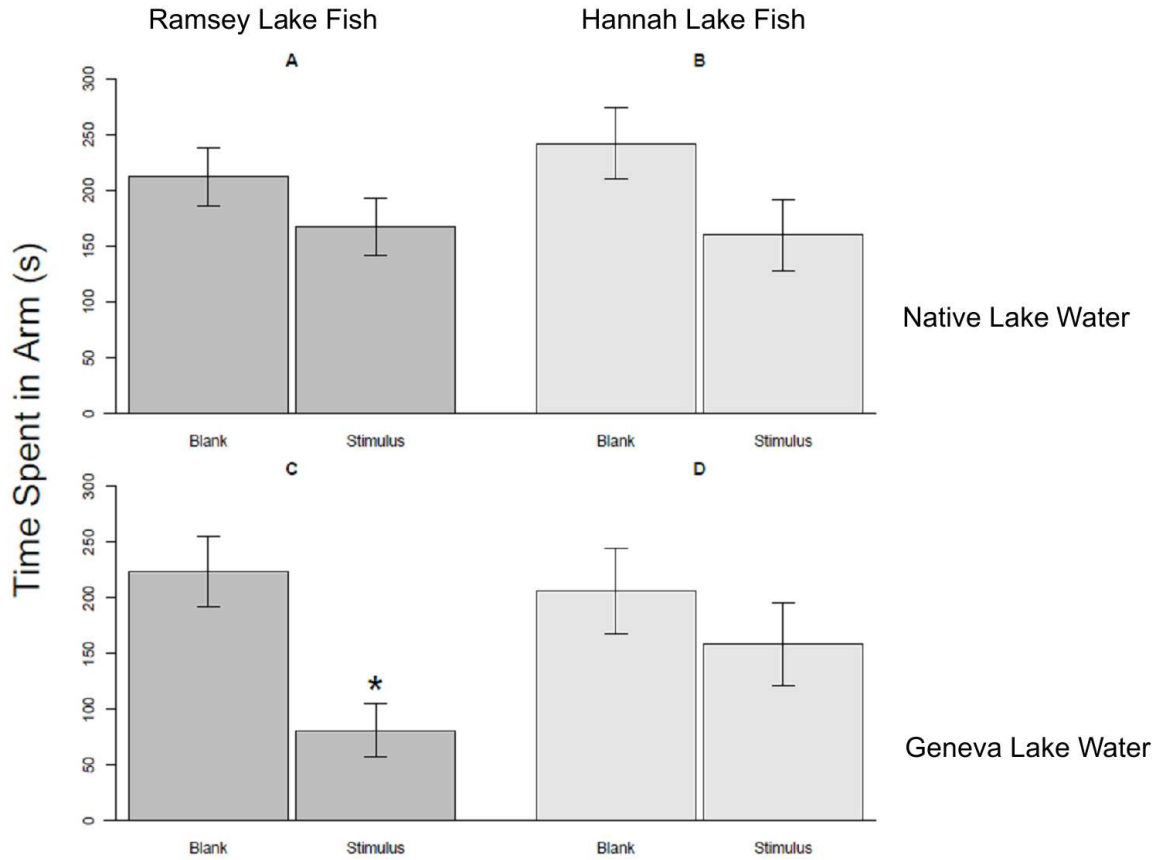 Ramsey Lake Fish
Hannah Lake Fish
A
B
Time Spent in Arm (s)
300
250
200
150
100
50
0
Blank
Stimulus
Blank
Stimulus
Native Lake Water
C
D
300
250
200
150
100
50
0
*
Blank
Stimulus
Blank
Stimulus
Geneva Lake Water